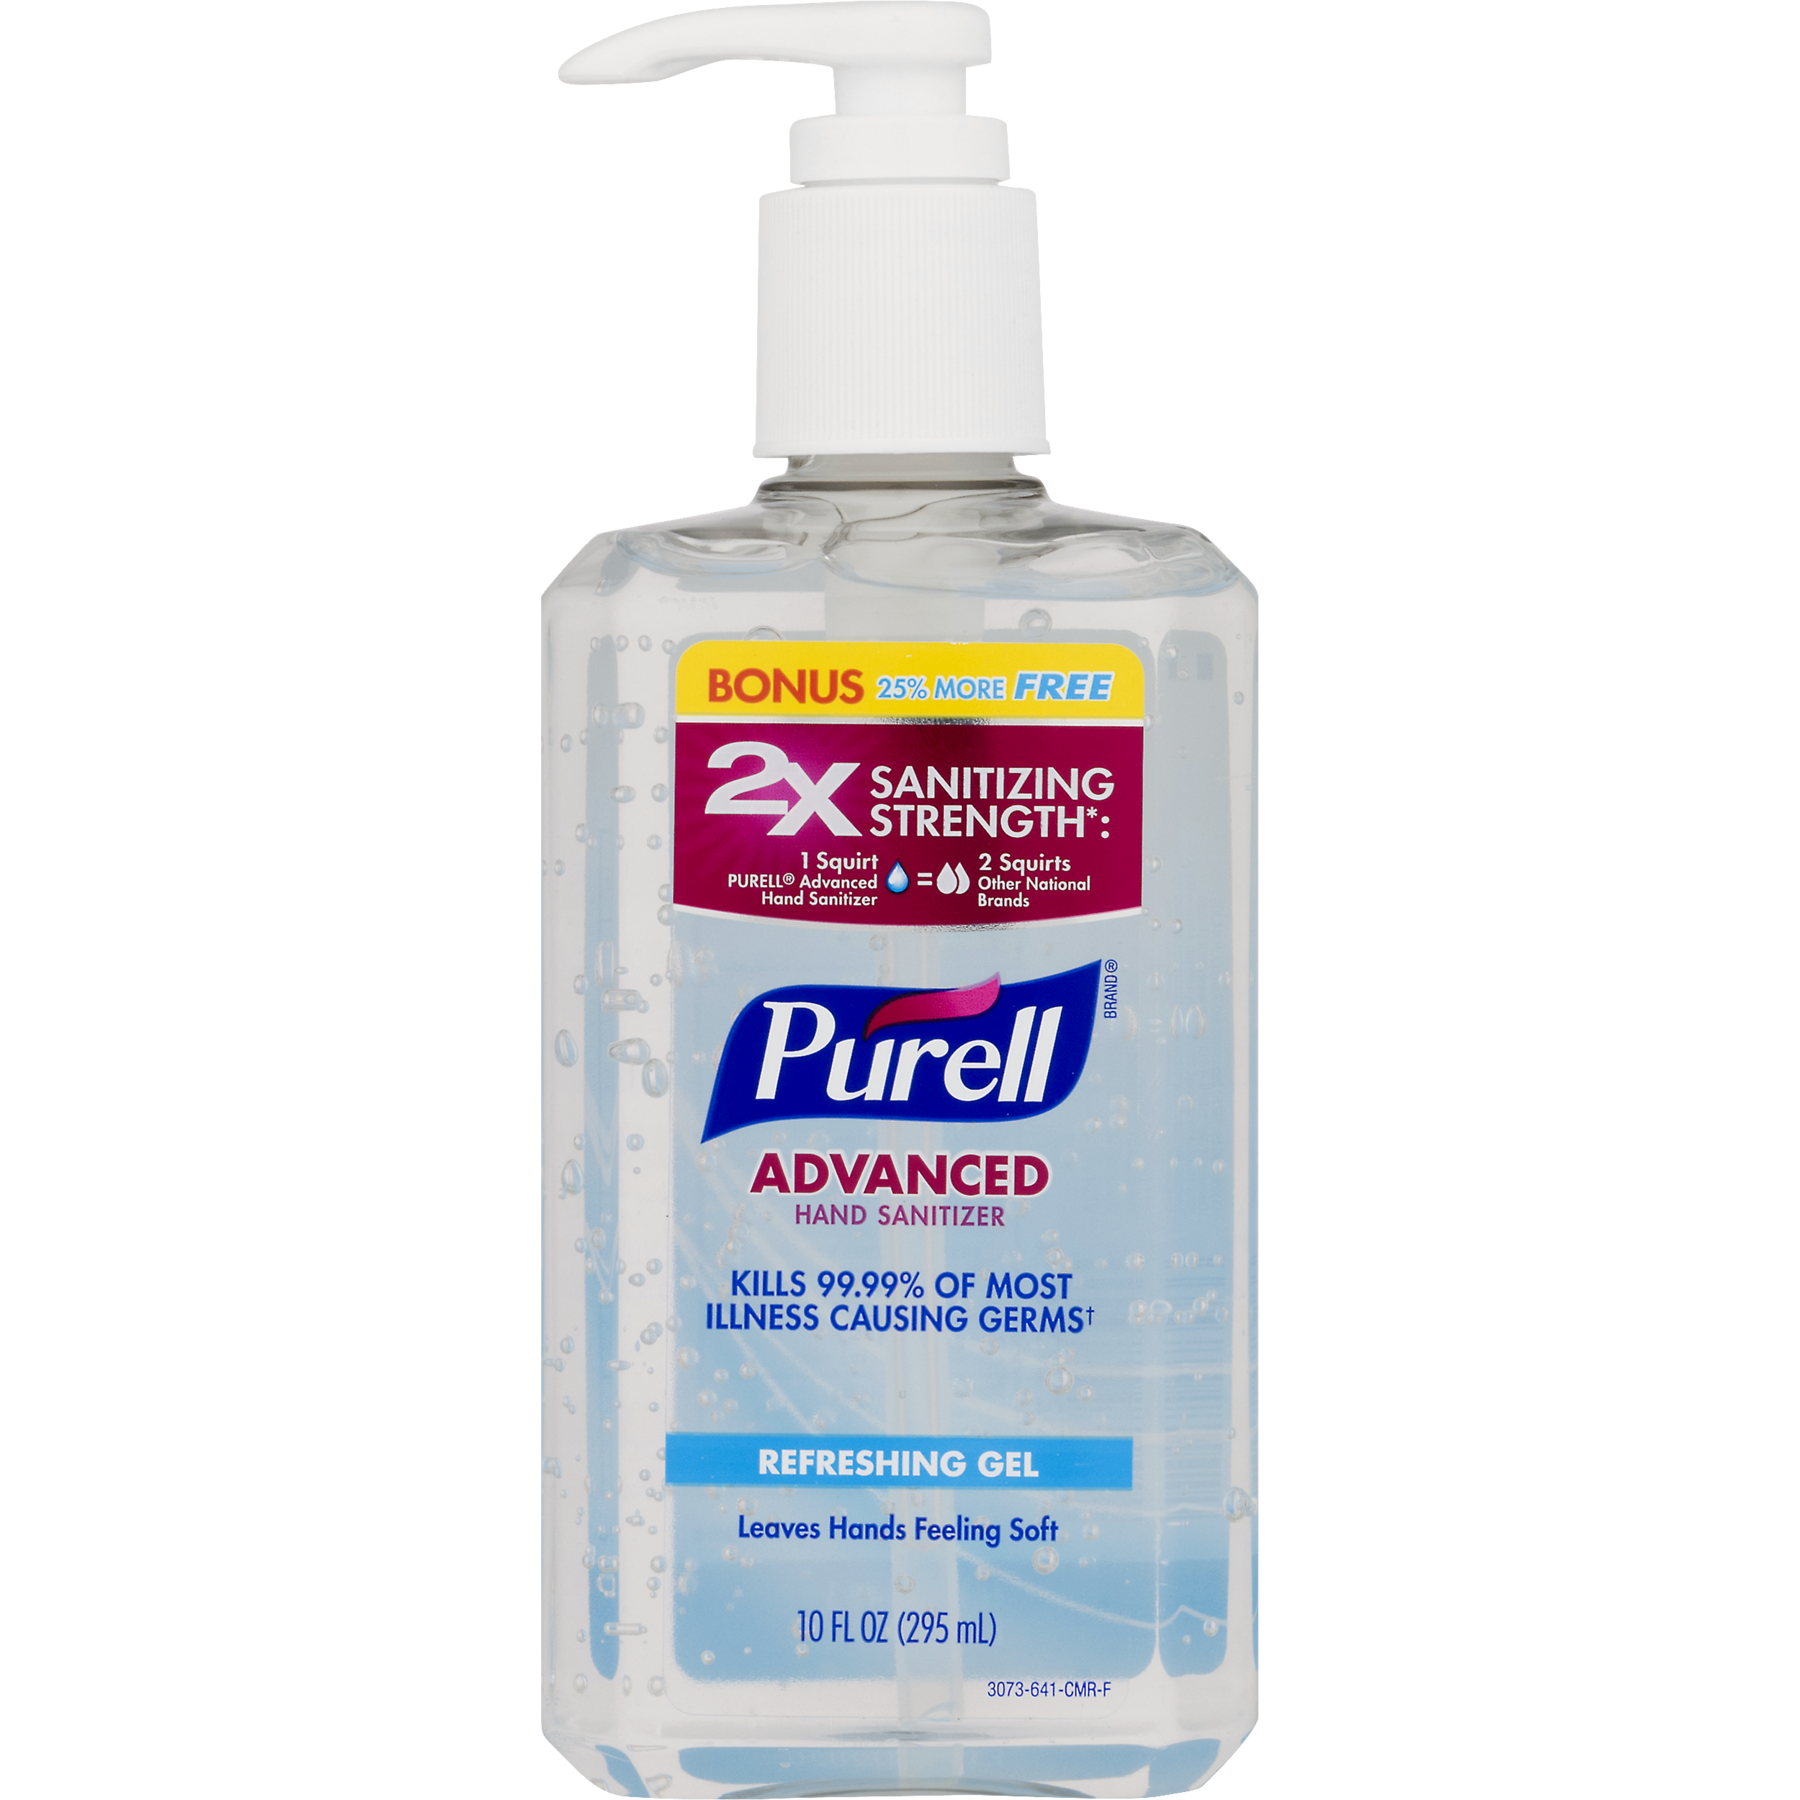 BONUS 25% MORE FREE
2X SANITIZING
STRENGTH*:
1 Squirt
PURELL® Advanced
Hand Sanitizer
=
2 Squirts
Other National
Brands
Purell
BRAND®
ADVANCED
HAND SANITIZER
KILLS 99.99% OF MOST
ILLNESS CAUSING GERMS†
REFRESHING GEL
Leaves Hands Feeling Soft
10 FL OZ (295 mL)
3073-641-CMR-F